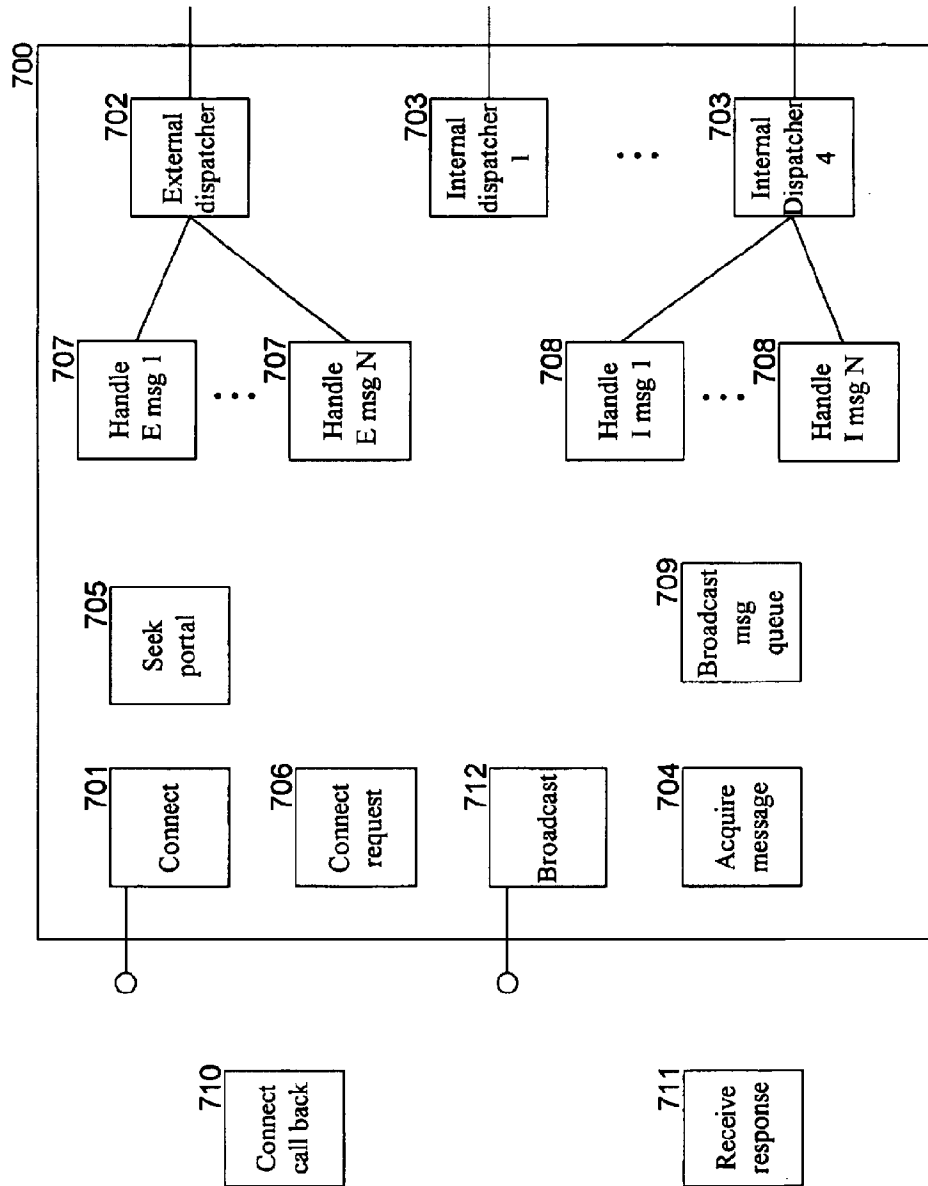 700
710
Connect
call back
701
Connect
705
Seek
portal
707
Handle
E msg 1
702
External
dispatcher
706
Connect
request
707
Handle
E msg N
712
Broadcast
703
Internal
dispatcher
1
708
Handle
I msg 1
711
Receive
response
704
Acquire
message
709
Broadcast
msg
queue
708
Handle
I msg N
703
Internal
Dispatcher
4